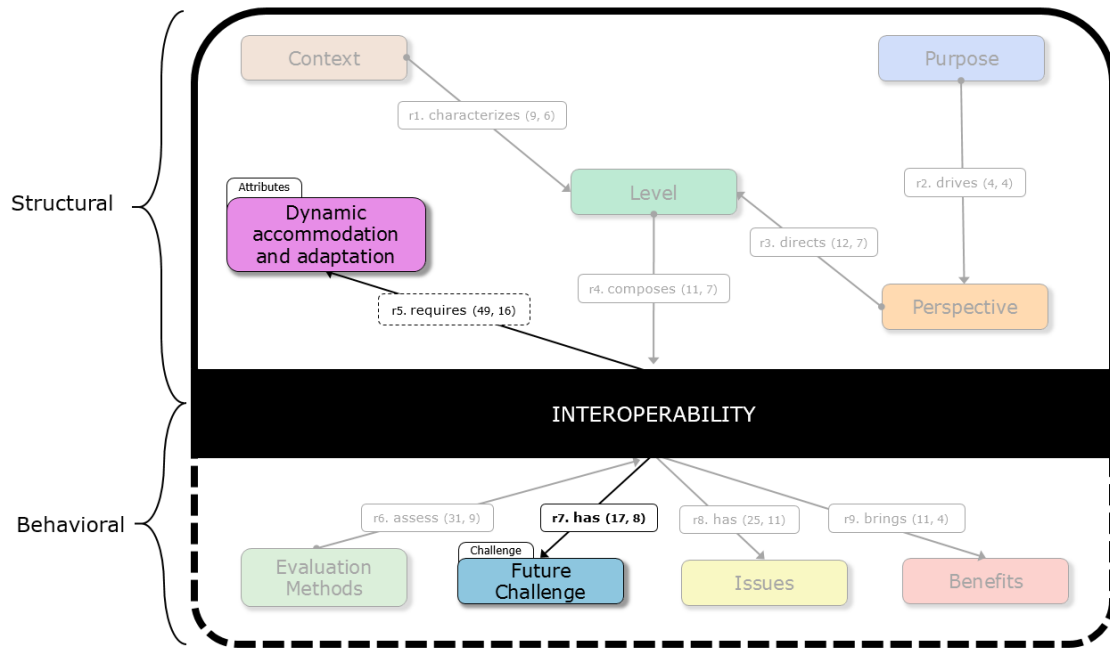 Context
Purpose
r1. characterizes (9, 6)
Attributes
Level
r2. drives (4, 4)
Structural
Dynamic
accommodation
and adaptation
r3. directs (12, 7)
r4. composes (11, 7)
r5. requires (49, 16)
Perspective
INTEROPERABILITY
Behavioral
r6. assess (31, 9)
r7. has (17, 8)
r8. has (25, 11)
r9. brings (11, 4)
Challenge
Evaluation
Methods
Future
Challenge
Issues
Benefits